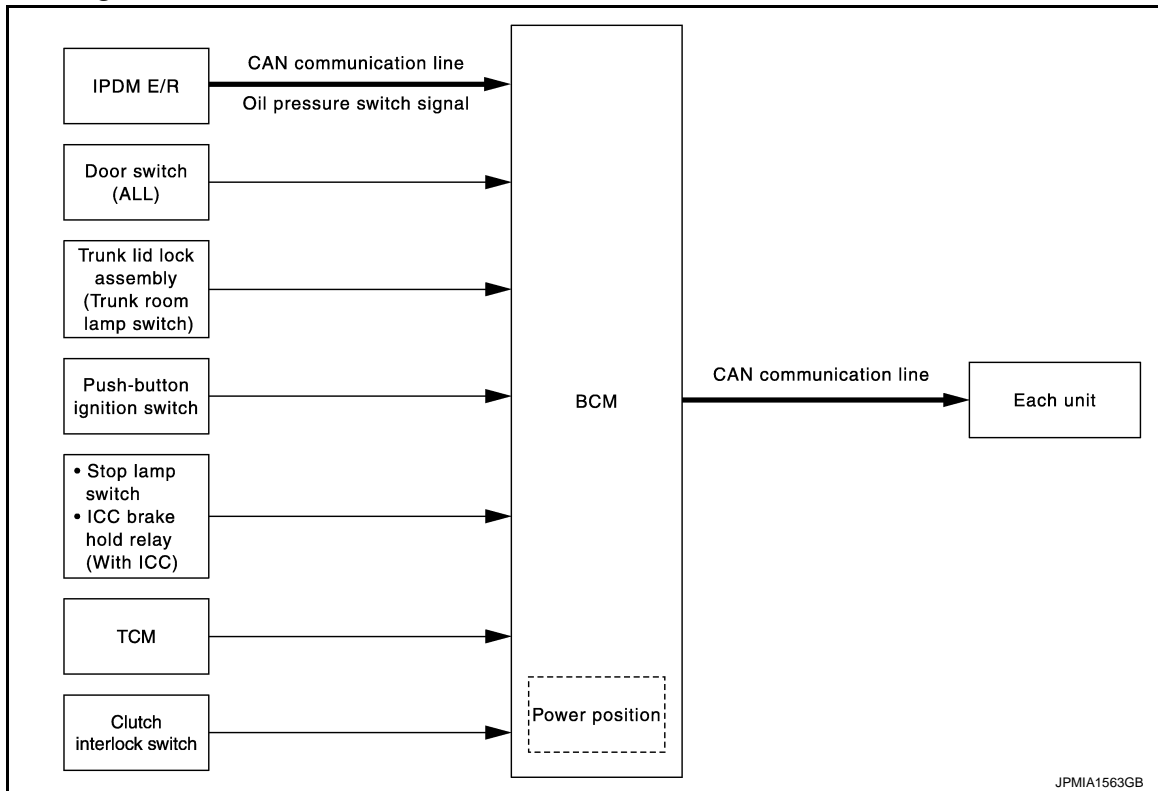 IPDM E/R
CAN communication line
Oil pressure switch signal
Door switch
(ALL)
Trunk lid lock
assembly
(Trunk room
lamp switch)
Push-button
ignition switch
• Stop lamp
switch
• ICC brake
hold relay
(With ICC)
TCM
Clutch
interlock switch
BCM
Power position
CAN communication line
Each unit
JPMIA1563GB